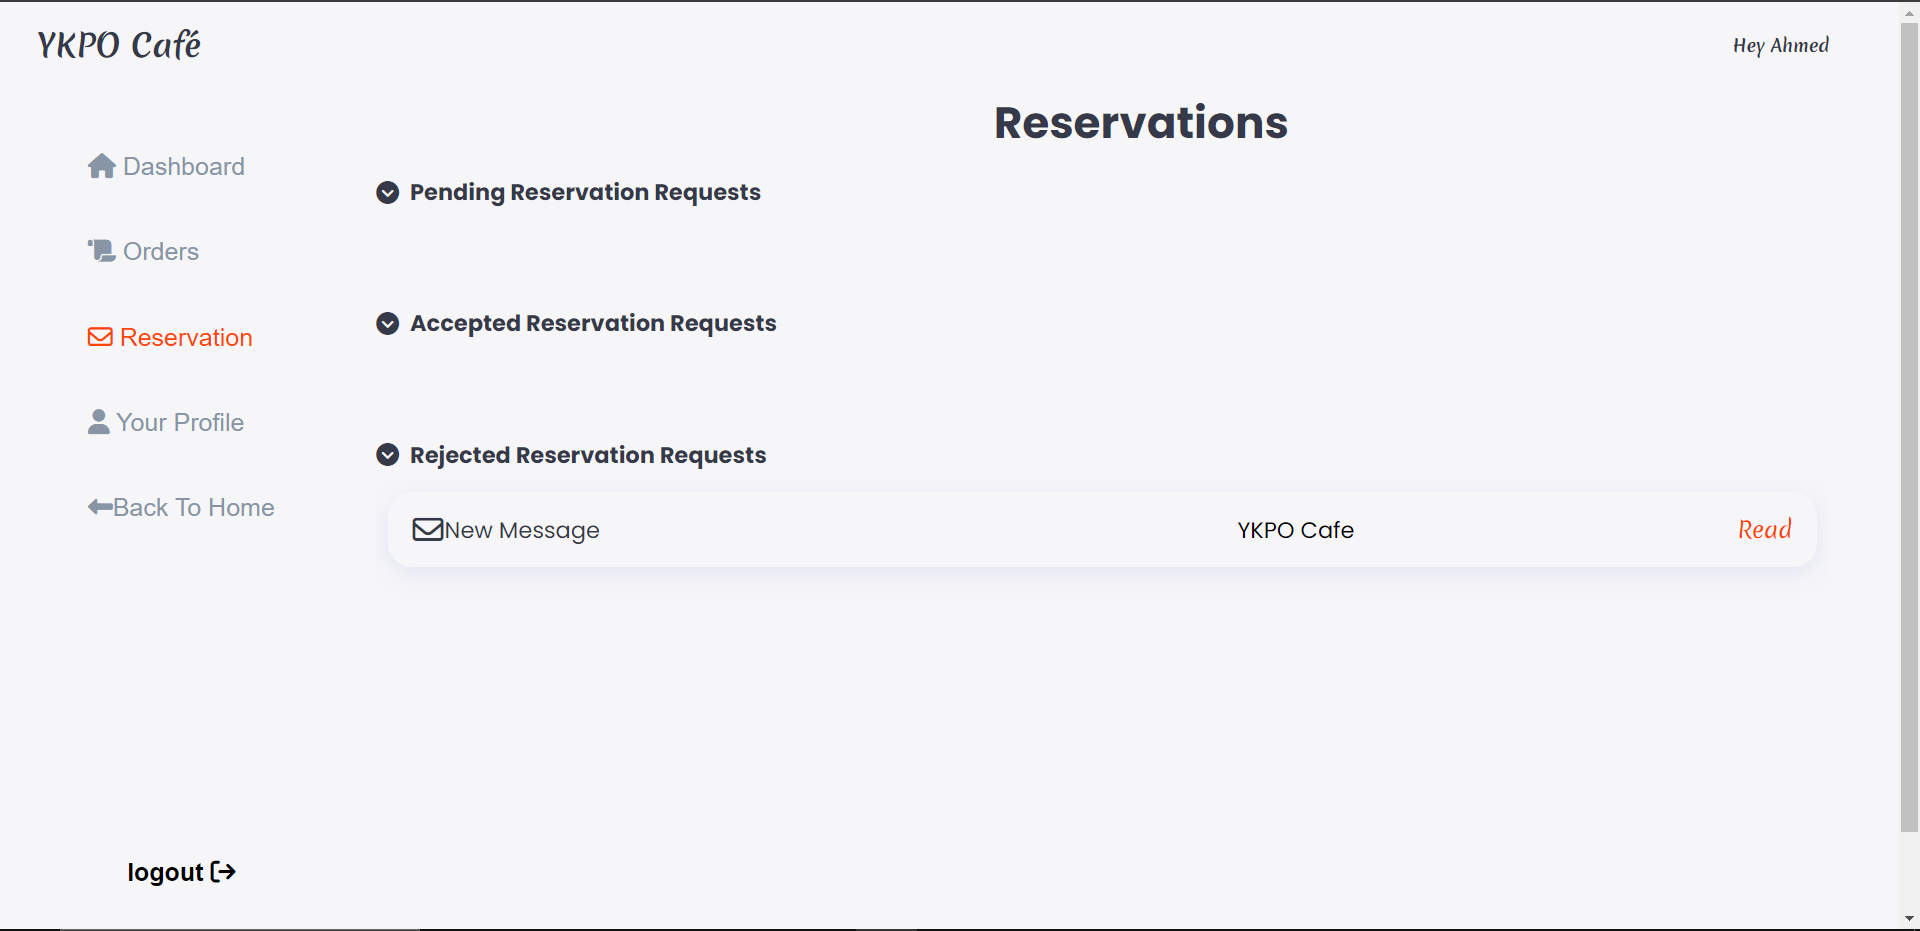 YKPO Café
Hey Ahmed
Reservations
Dashboard
Orders
Reservation
Your Profile
Back To Home
logout
Pending Reservation Requests
Accepted Reservation Requests
Rejected Reservation Requests
New Message YKPO Cafe Read